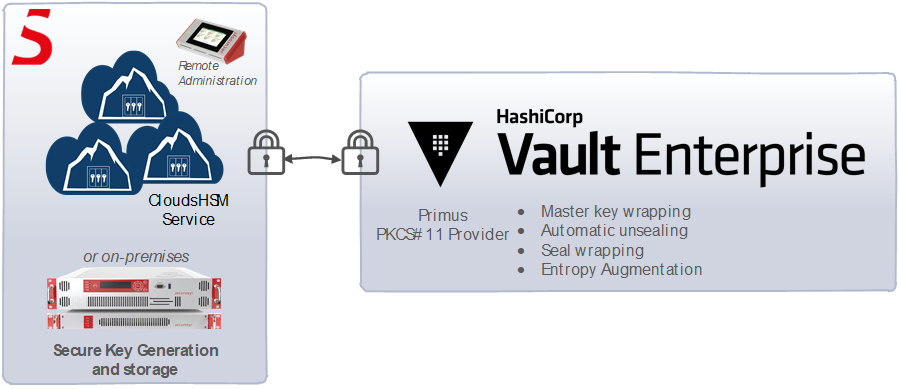 S
Remote
Administration
CloudsHSM
Service
or on-premises
Secure Key Generation
and storage
HashiCorp
Vault Enterprise
Primus
PKCS#11 Provider
• Master key wrapping
• Automatic unsealing
• Seal wrapping
• Entropy Augmentation